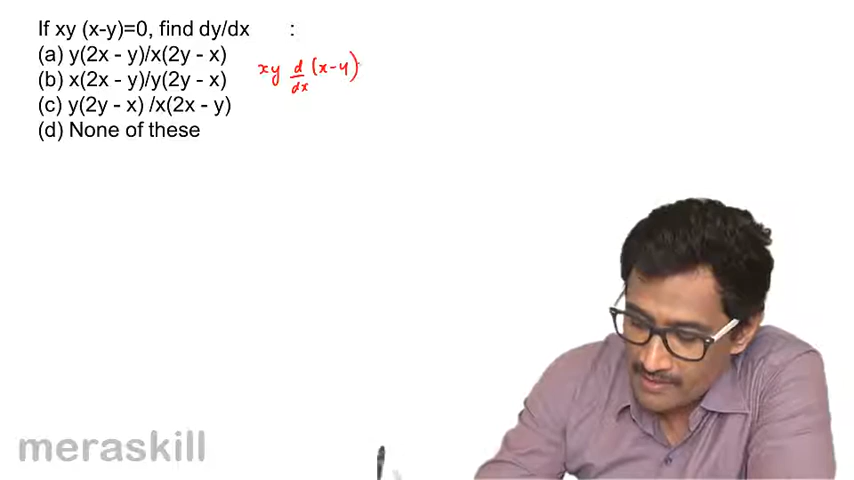 If xy (x-y)=0, find dy/dx :
(a) y(2x - y)/x(2y - x)
(b) x(2x - y)/y(2y - x)
(c) y(2y - x) /x(2x - y)
(d) None of these
xy d/dx (x-y)
meraskill